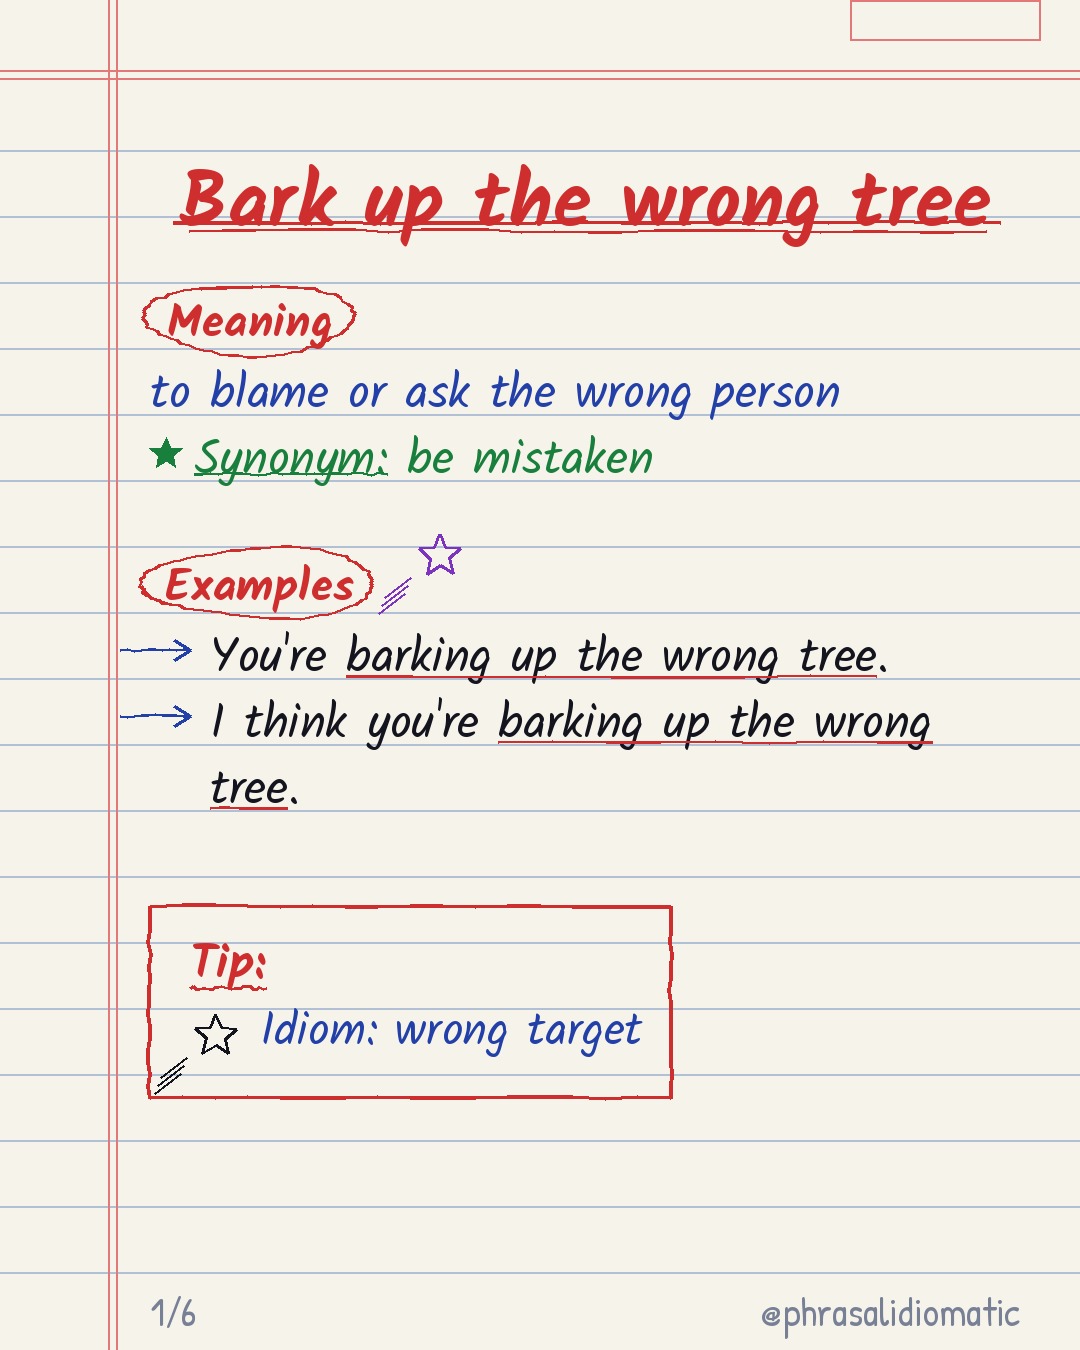 Bark up the wrong tree
Meaning
to blame or ask the wrong person
Synonym: be mistaken
Examples
You're barking up the wrong tree.
I think you're barking up the wrong
tree.
Tip:
Idiom: wrong target
1/6
@phrasalidiomatic